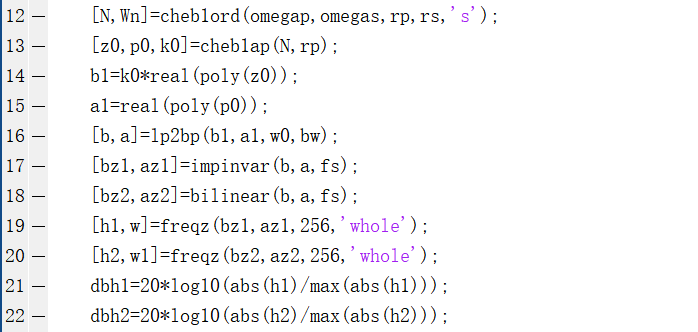 12 — [N,Wn]=cheb1ord(omegap,omegas,rp,rs,'s');
13 — [z0,p0,k0]=cheb1ap(N,rp);
14 — b1=k0*real(poly(z0));
15 — a1=real(poly(p0));
16 — [b,a]=lp2bp(b1,a1,w0,bw);
17 — [bz1,az1]=impinvar(b,a,fs);
18 — [bz2,az2]=bilinear(b,a,fs);
19 — [h1,w]=freqz(bz1,az1,256,'whole');
20 — [h2,w1]=freqz(bz2,az2,256,'whole');
21 — dbh1=20*log10(abs(h1)/max(abs(h1)));
22 — dbh2=20*log10(abs(h2)/max(abs(h2)));